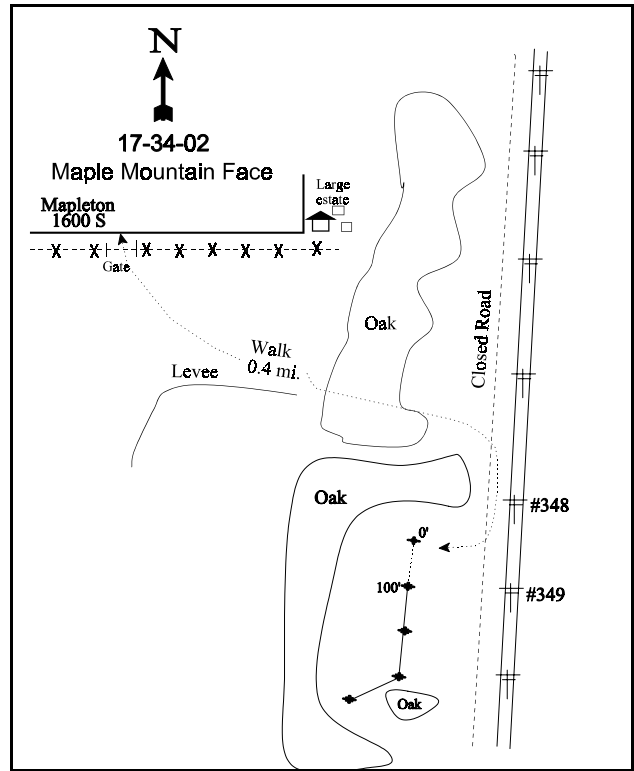 N
17-34-02
Maple Mountain Face
Mapleton
1600 S
Large
estate
X X X X X X X X
Gate
Oak
Closed Road
Walk
0.4 mi.
Levee
Oak
#348
0'
100'
#349
Oak